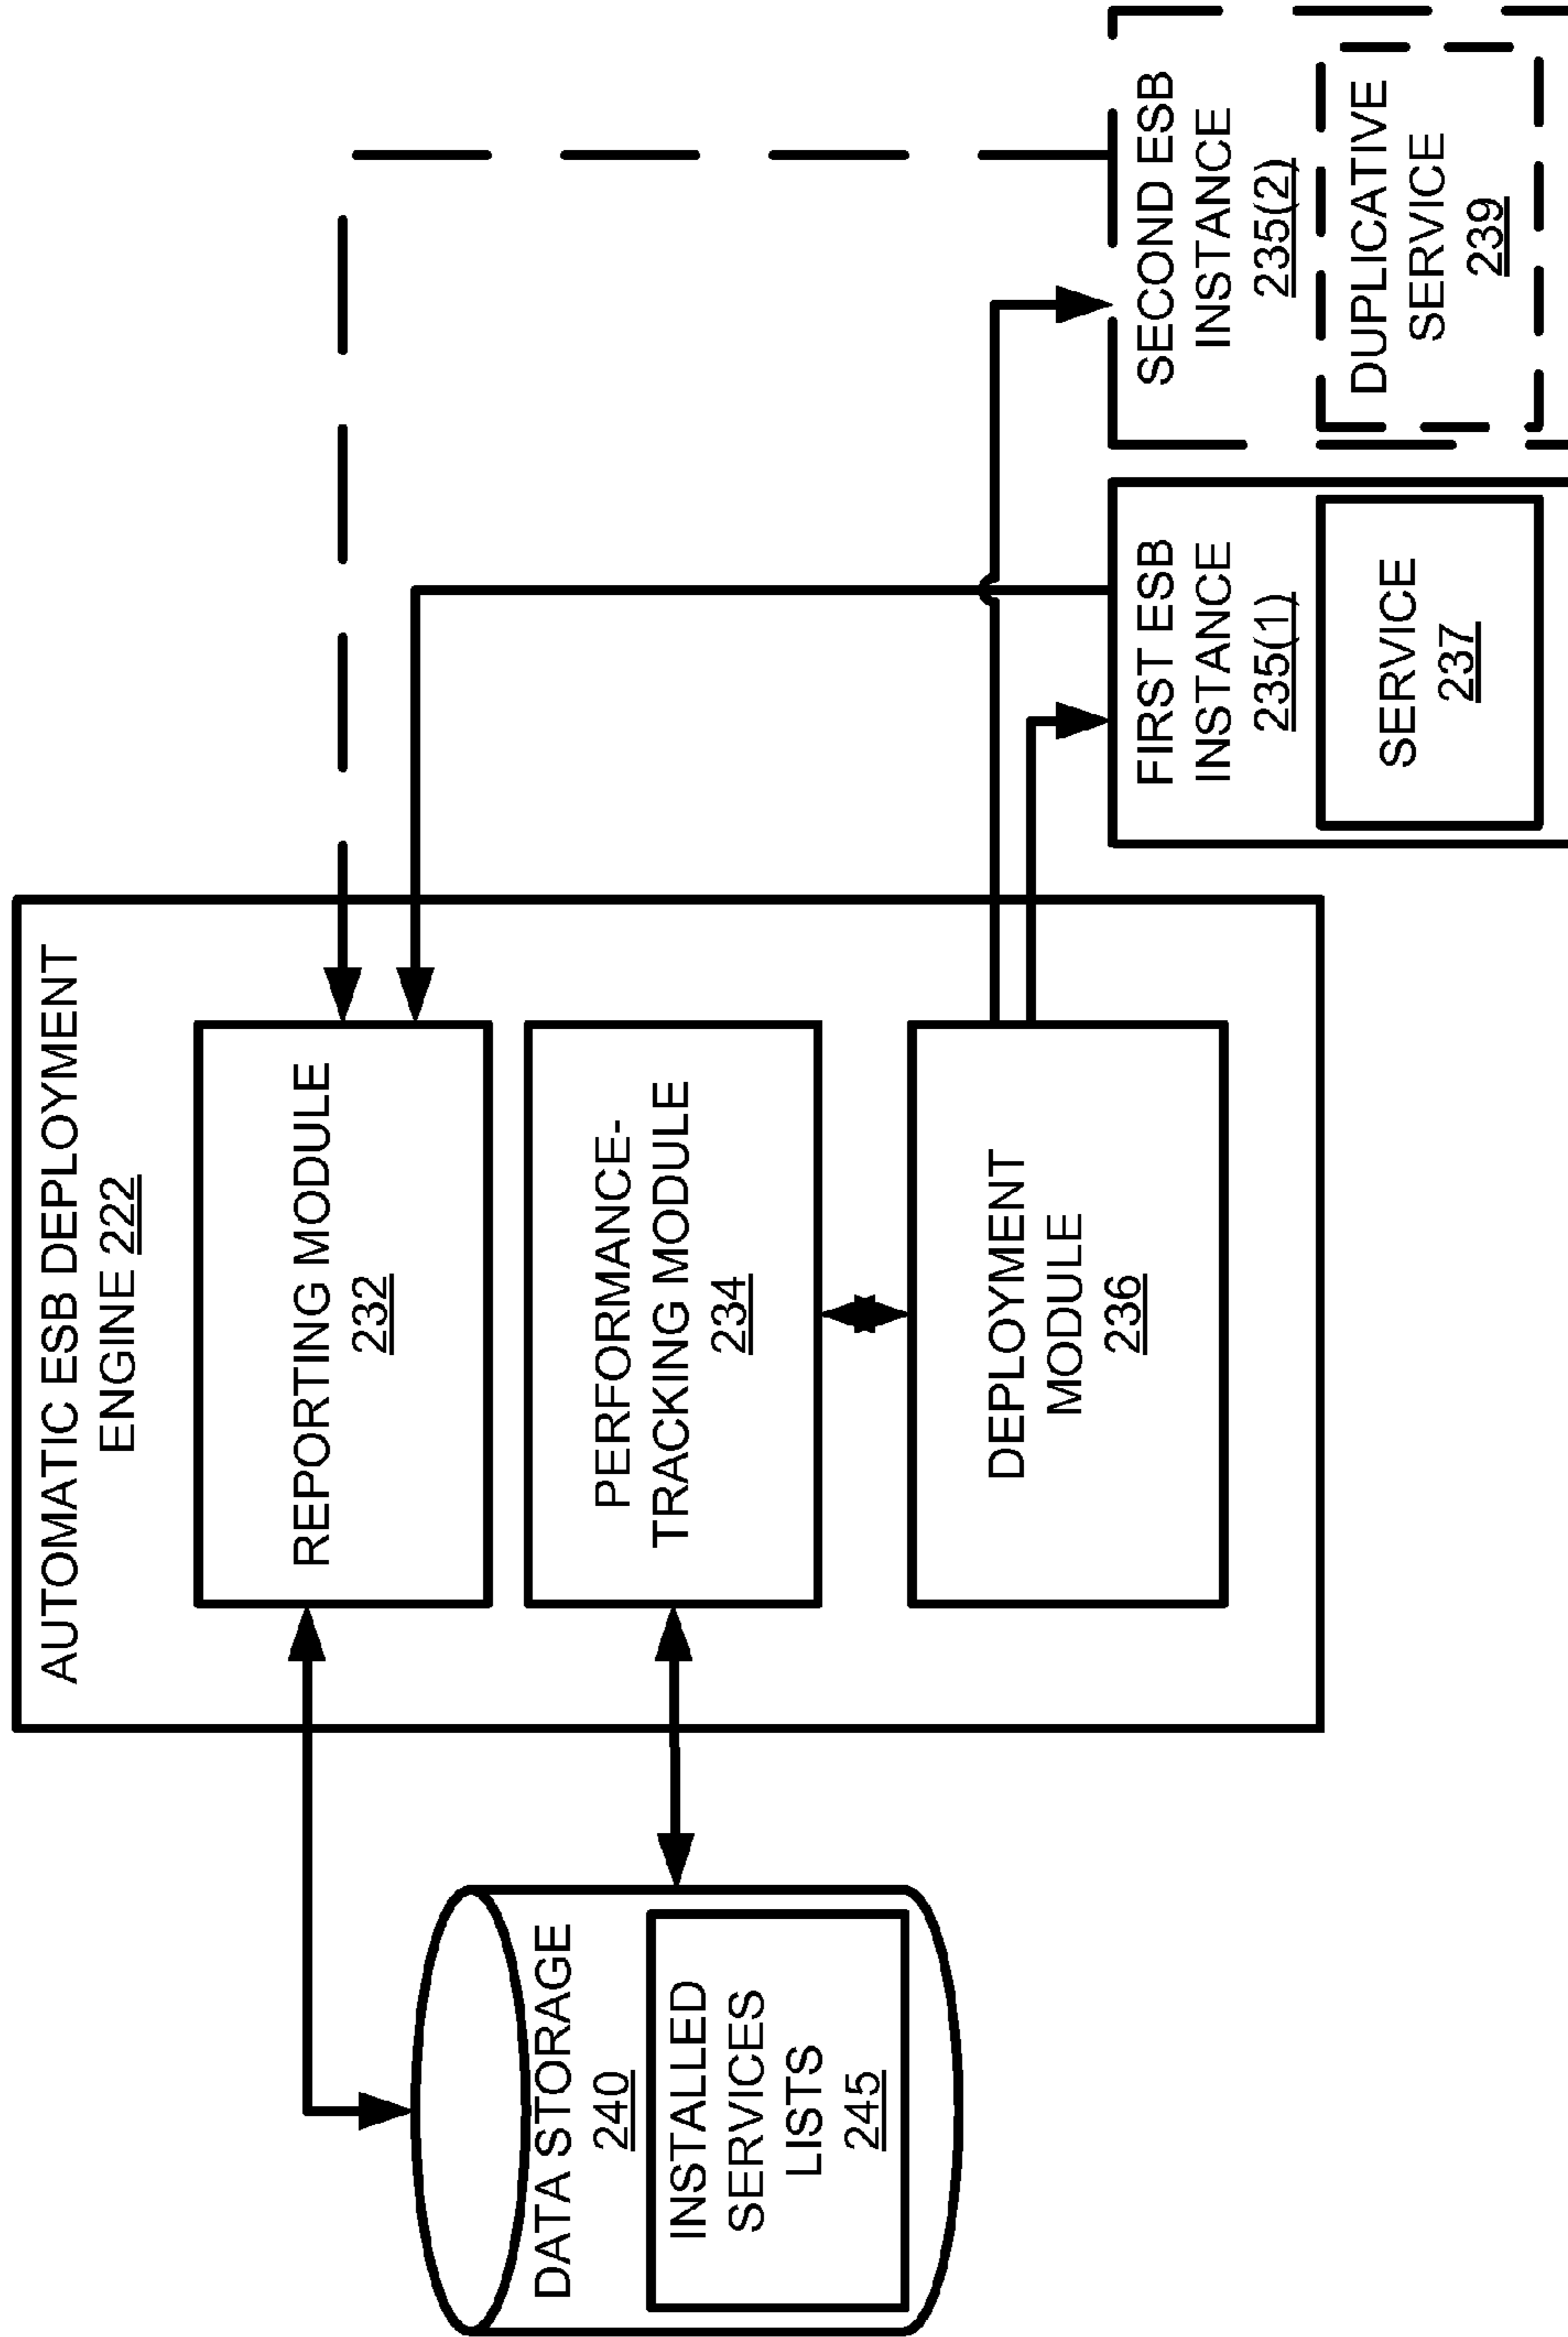 AUTOMATIC ESB DEPLOYMENT
ENGINE 222
REPORTING MODULE
232
PERFORMANCE-
TRACKING MODULE
234
DEPLOYMENT
MODULE
236
DATA STORAGE
240
INSTALLED
SERVICES
LISTS
245
FIRST ESB
INSTANCE
235(1)
SERVICE
237
SECOND ESB
INSTANCE
235(2)
DUPLICATIVE
SERVICE
239